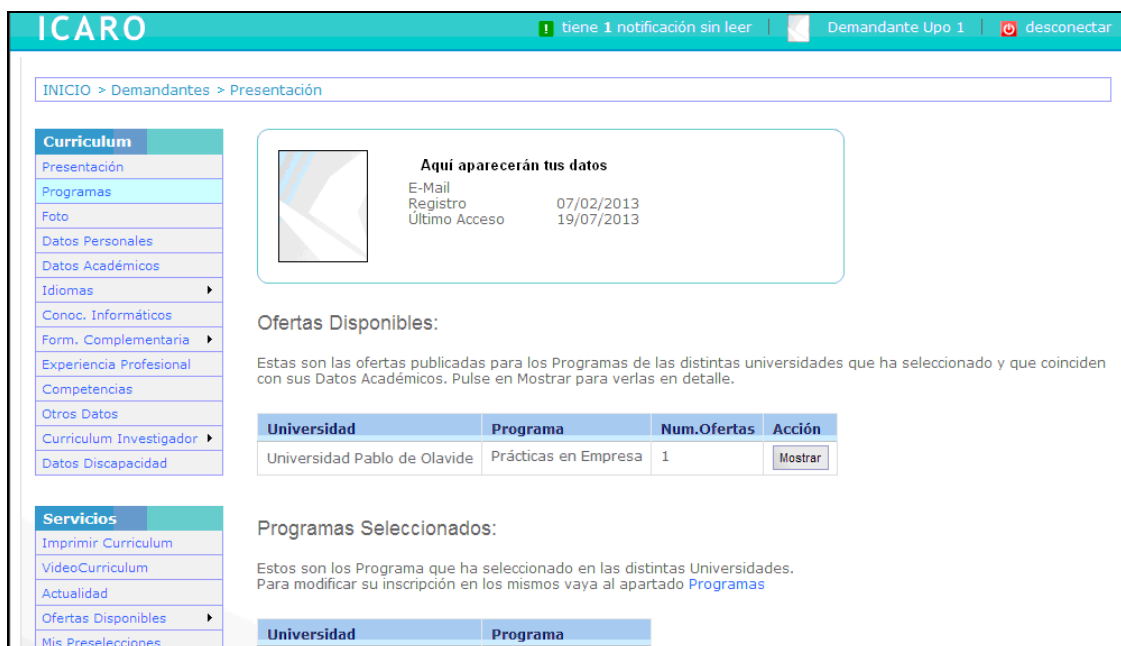 ICARO
! tiene 1 notificación sin leer | Demandante Upo 1 | desconectar
INICIO > Demandantes > Presentación
Curriculum
Presentación
Programas
Foto
Datos Personales
Datos Académicos
Idiomas
Conoc. Informáticos
Form. Complementaria
Experiencia Profesional
Competencias
Otros Datos
Curriculum Investigador
Datos Discapacidad
Servicios
Imprimir Curriculum
VideoCurriculum
Actualidad
Ofertas Disponibles
Mis Preselecciones
Aquí aparecerán tus datos
E-Mail
Registro 07/02/2013
Último Acceso 19/07/2013
Ofertas Disponibles:
Estas son las ofertas publicadas para los Programas de las distintas universidades que ha seleccionado y que coinciden
con sus Datos Académicos. Pulse en Mostrar para verlas en detalle.
Universidad Programa Num.Ofertas Acción
Universidad Pablo de Olavide Prácticas en Empresa 1 Mostrar
Programas Seleccionados:
Estos son los Programa que ha seleccionado en las distintas Universidades.
Para modificar su inscripción en los mismos vaya al apartado Programas
Universidad Programa